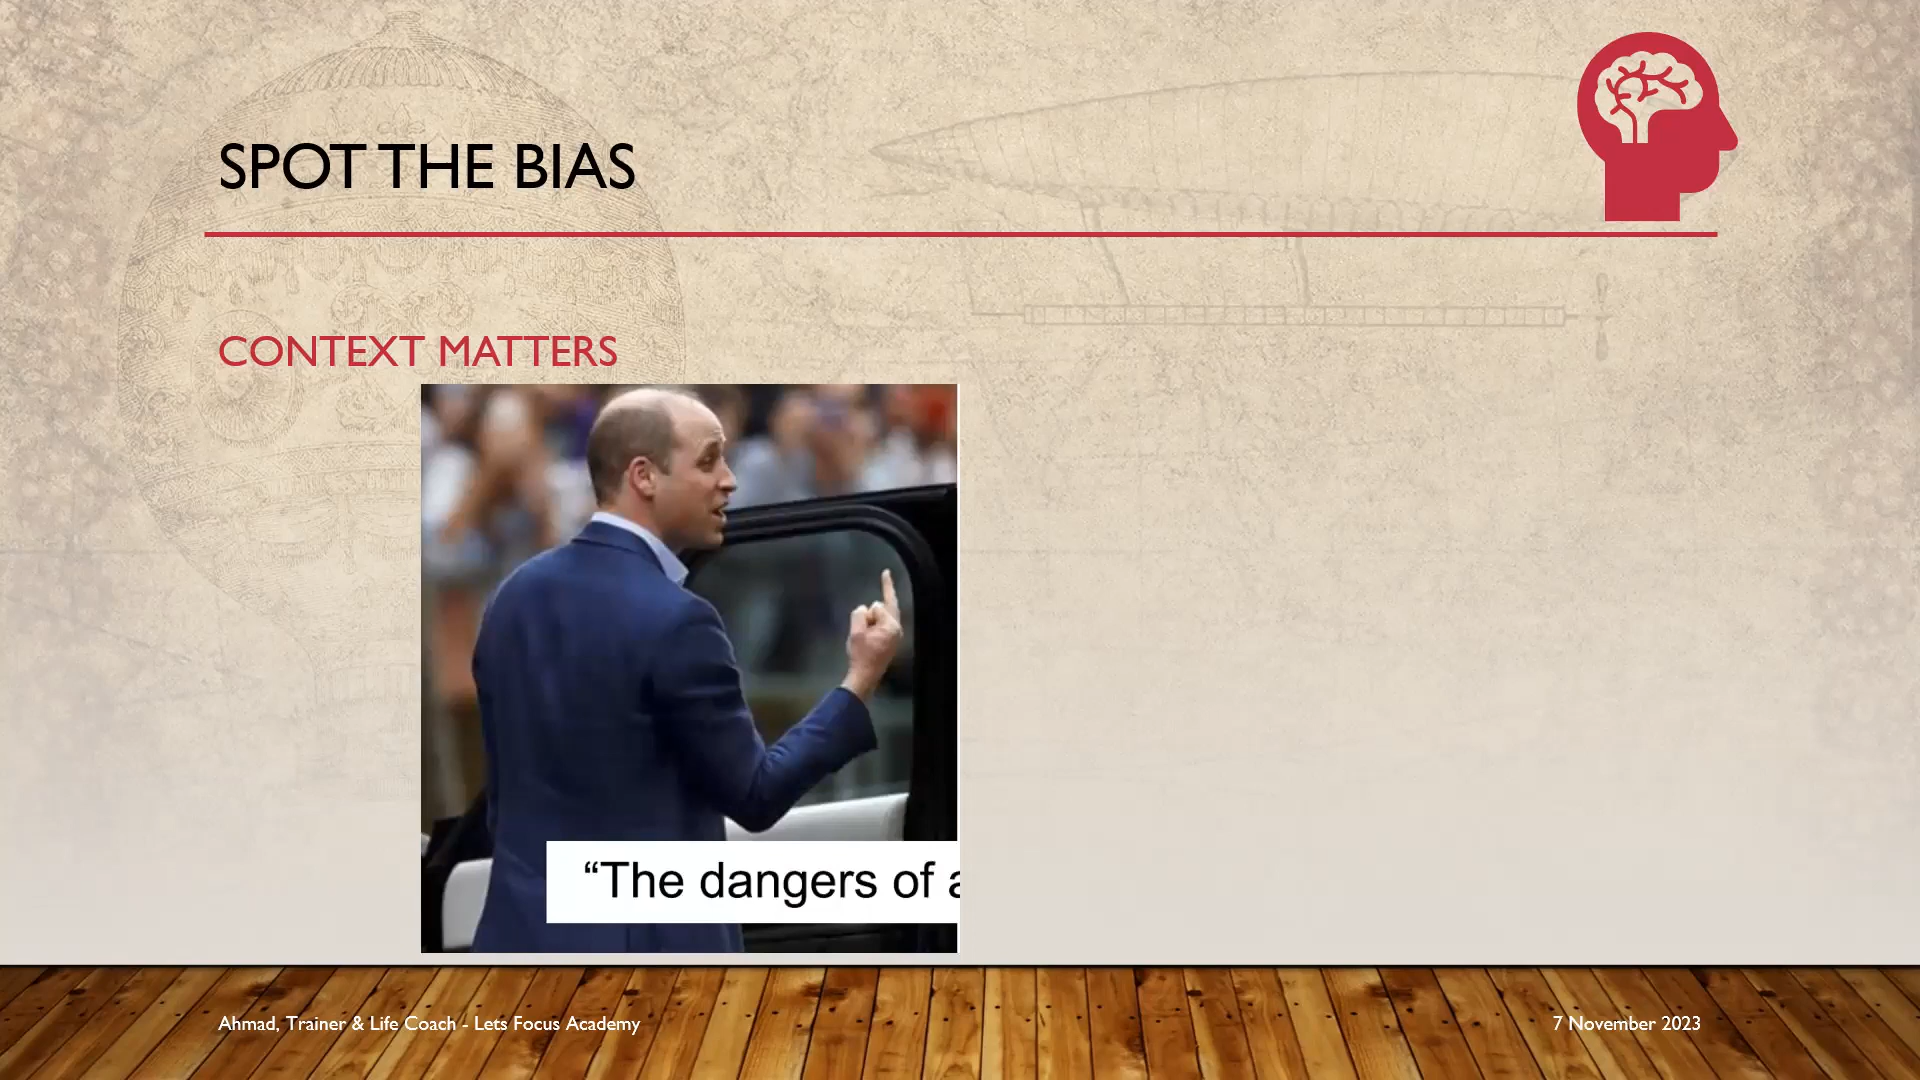 SPOT THE BIAS
CONTEXT MATTERS
“The dangers of a
Ahmad, Trainer & Life Coach - Lets Focus Academy
7 November 2023